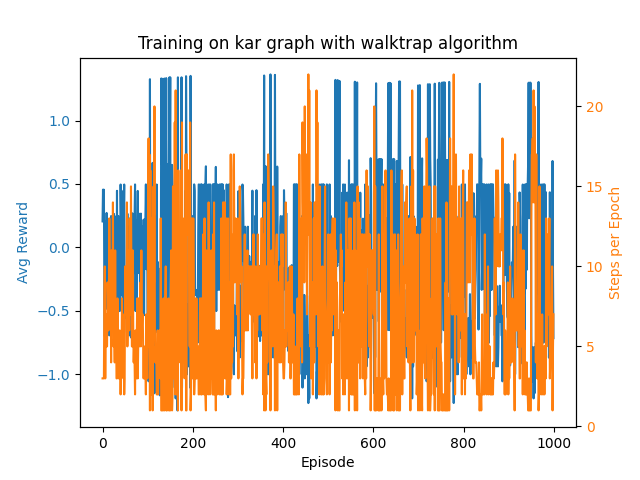 Training on kar graph with walktrap algorithm
1.0
0.5
0.0
−0.5
−1.0
Avg Reward
20
15
10
5
0
Steps per Epoch
0 200 400 600 800 1000
Episode